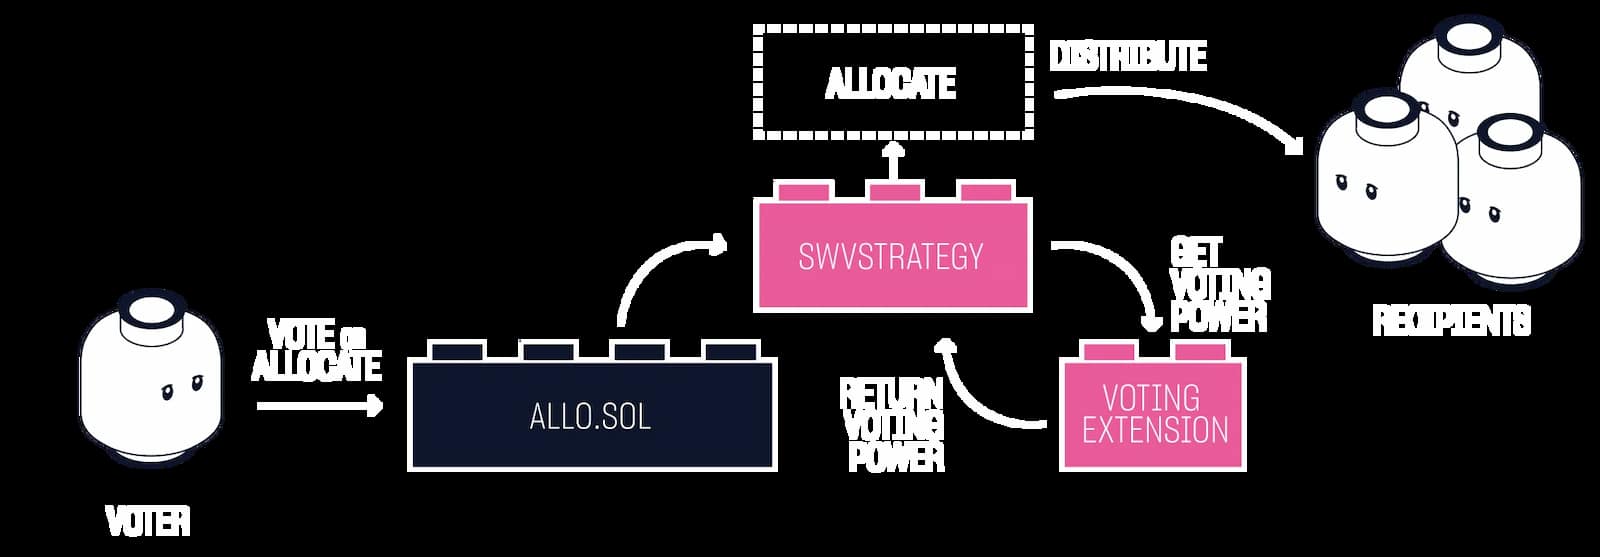 ALLOCATE
DISTRIBUTE
SWVSTRATEGY
GET
VOTING
POWER
RECIPIENTS
VOTE on
ALLOCATE
ALLO.SOL
RETURN
VOTING
POWER
VOTING
EXTENSION
VOTER